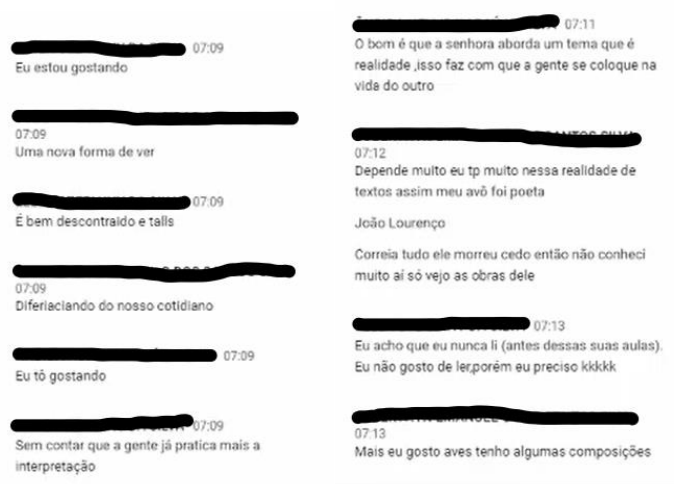 07:09
Eu estou gostando
07:09
Uma nova forma de ver
07:09
É bem descontraido e talls
07:09
Diferiaciando do nosso cotidiano
07:09
Eu tô gostando
07:09
Sem contar que a gente já pratica mais a
interpretação
07:11
O bom é que a senhora aborda um tema que é
realidade ,isso faz com que a gente se coloque na
vida do outro
07:12
Depende muito eu tp muito nessa realidade de
textos assim meu avô foi poeta
João Lourenço
Correia tudo ele morreu cedo então não conheci
muito aí só vejo as obras dele
07:13
Eu acho que eu nunca li (antes dessas suas aulas).
Eu não gosto de ler,porém eu preciso kkkkk
07:13
Mais eu gosto aves tenho algumas composições